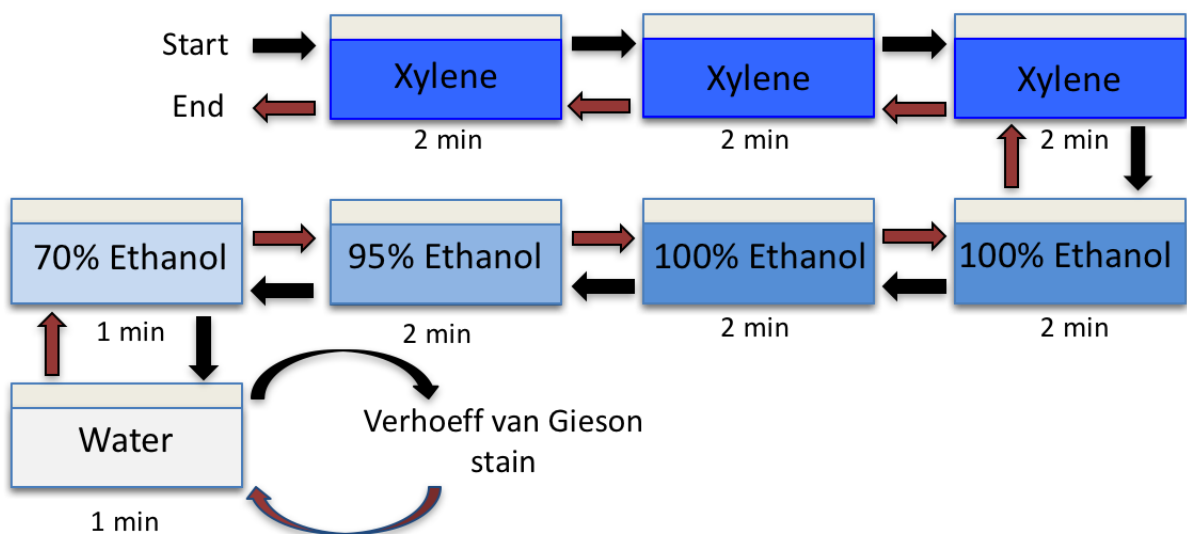 Start
Xylene
Xylene
Xylene
End
2 min
2 min
2 min
70% Ethanol
95% Ethanol
100% Ethanol
100% Ethanol
1 min
2 min
2 min
2 min
Water
Verhoeff van Gieson
stain
1 min